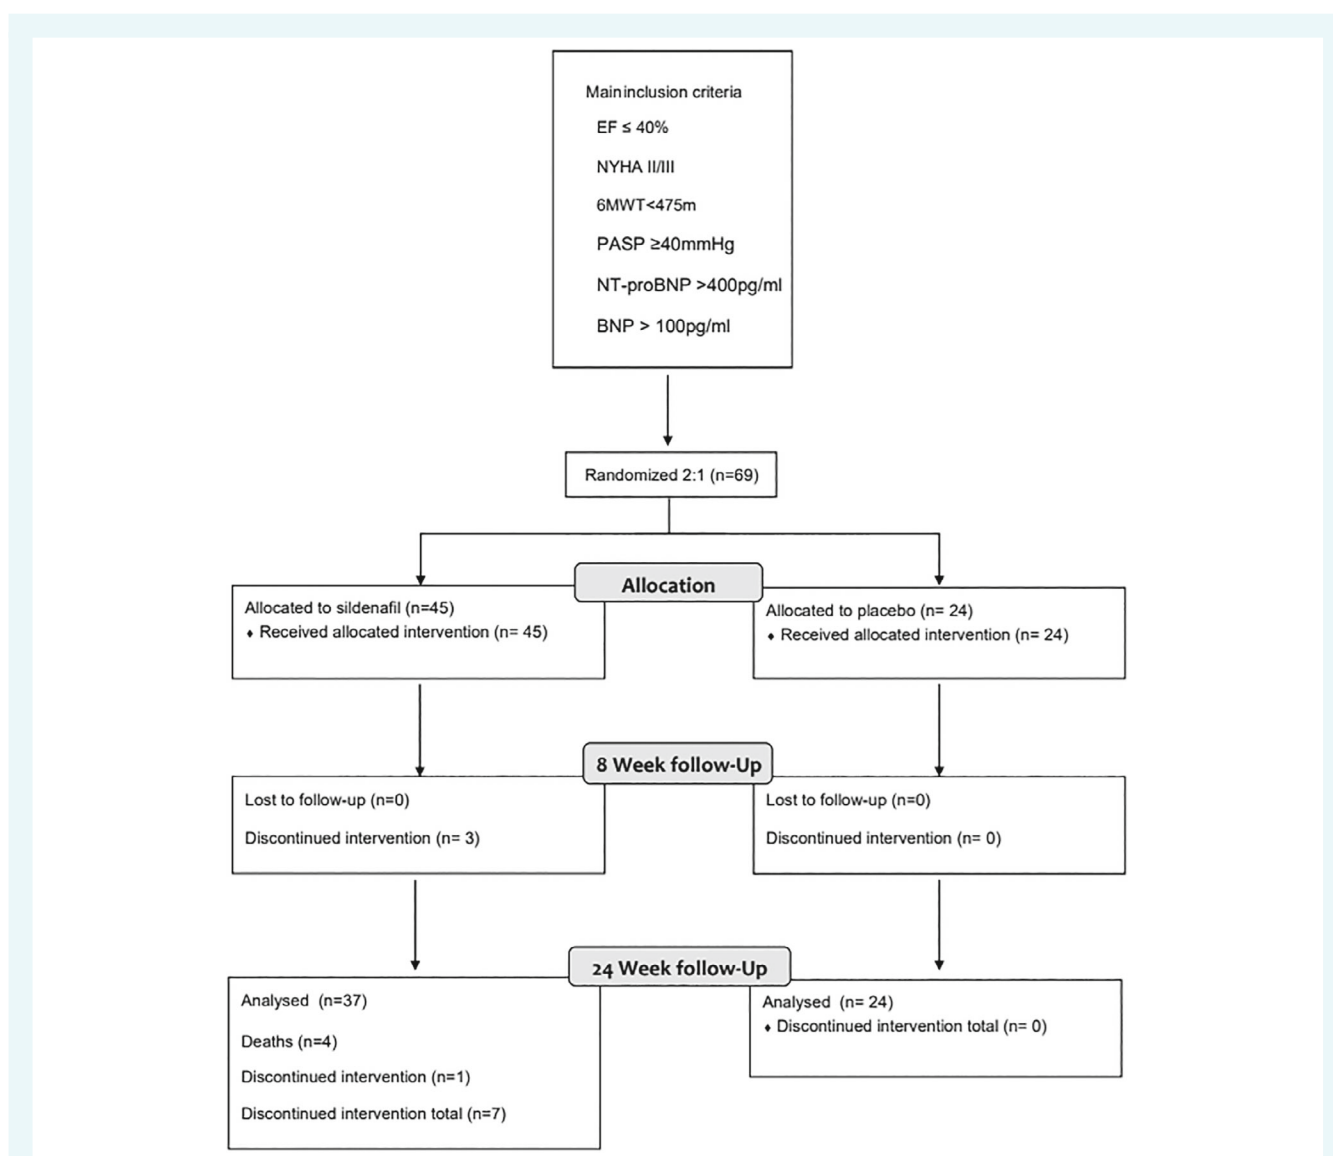 Main inclusion criteria
EF ≤ 40%
NYHA II/III
6MWT<475m
PASP ≥40mmHg
NT-proBNP >400pg/ml
BNP > 100pg/ml
Randomized 2:1 (n=69)
Allocation
Allocated to sildenafil (n=45)
♦ Received allocated intervention (n= 45)
Allocated to placebo (n= 24)
♦ Received allocated intervention (n= 24)
8 Week follow-Up
Lost to follow-up (n=0)
Discontinued intervention (n= 3)
Lost to follow-up (n=0)
Discontinued intervention (n= 0)
24 Week follow-Up
Analysed (n=37)
Deaths (n=4)
Discontinued intervention (n=1)
Discontinued intervention total (n=7)
Analysed (n= 24)
♦ Discontinued intervention total (n= 0)